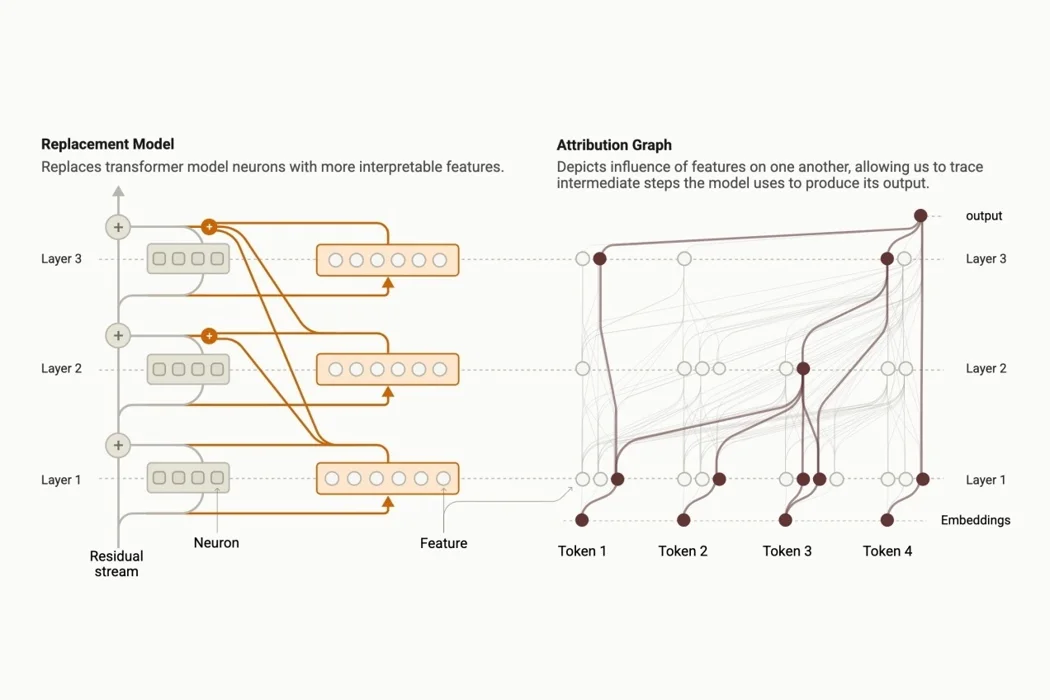 Replacement Model
Replaces transformer model neurons with more interpretable features.
+
+
Layer 3
+
+
Layer 2
+
Layer 1
Neuron
Feature
Residual
stream
Attribution Graph
Depicts influence of features on one another, allowing us to trace
intermediate steps the model uses to produce its output.
output
Layer 3
Layer 2
Layer 1
Embeddings
Token 1
Token 2
Token 3
Token 4